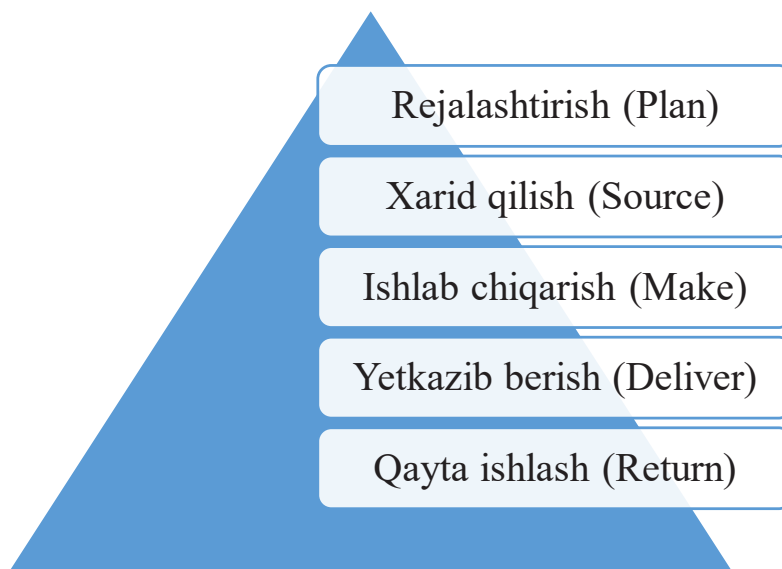 Rejalashtirish (Plan)
Xarid qilish (Source)
Ishlab chiqarish (Make)
Yetkazib berish (Deliver)
Qayta ishlash (Return)